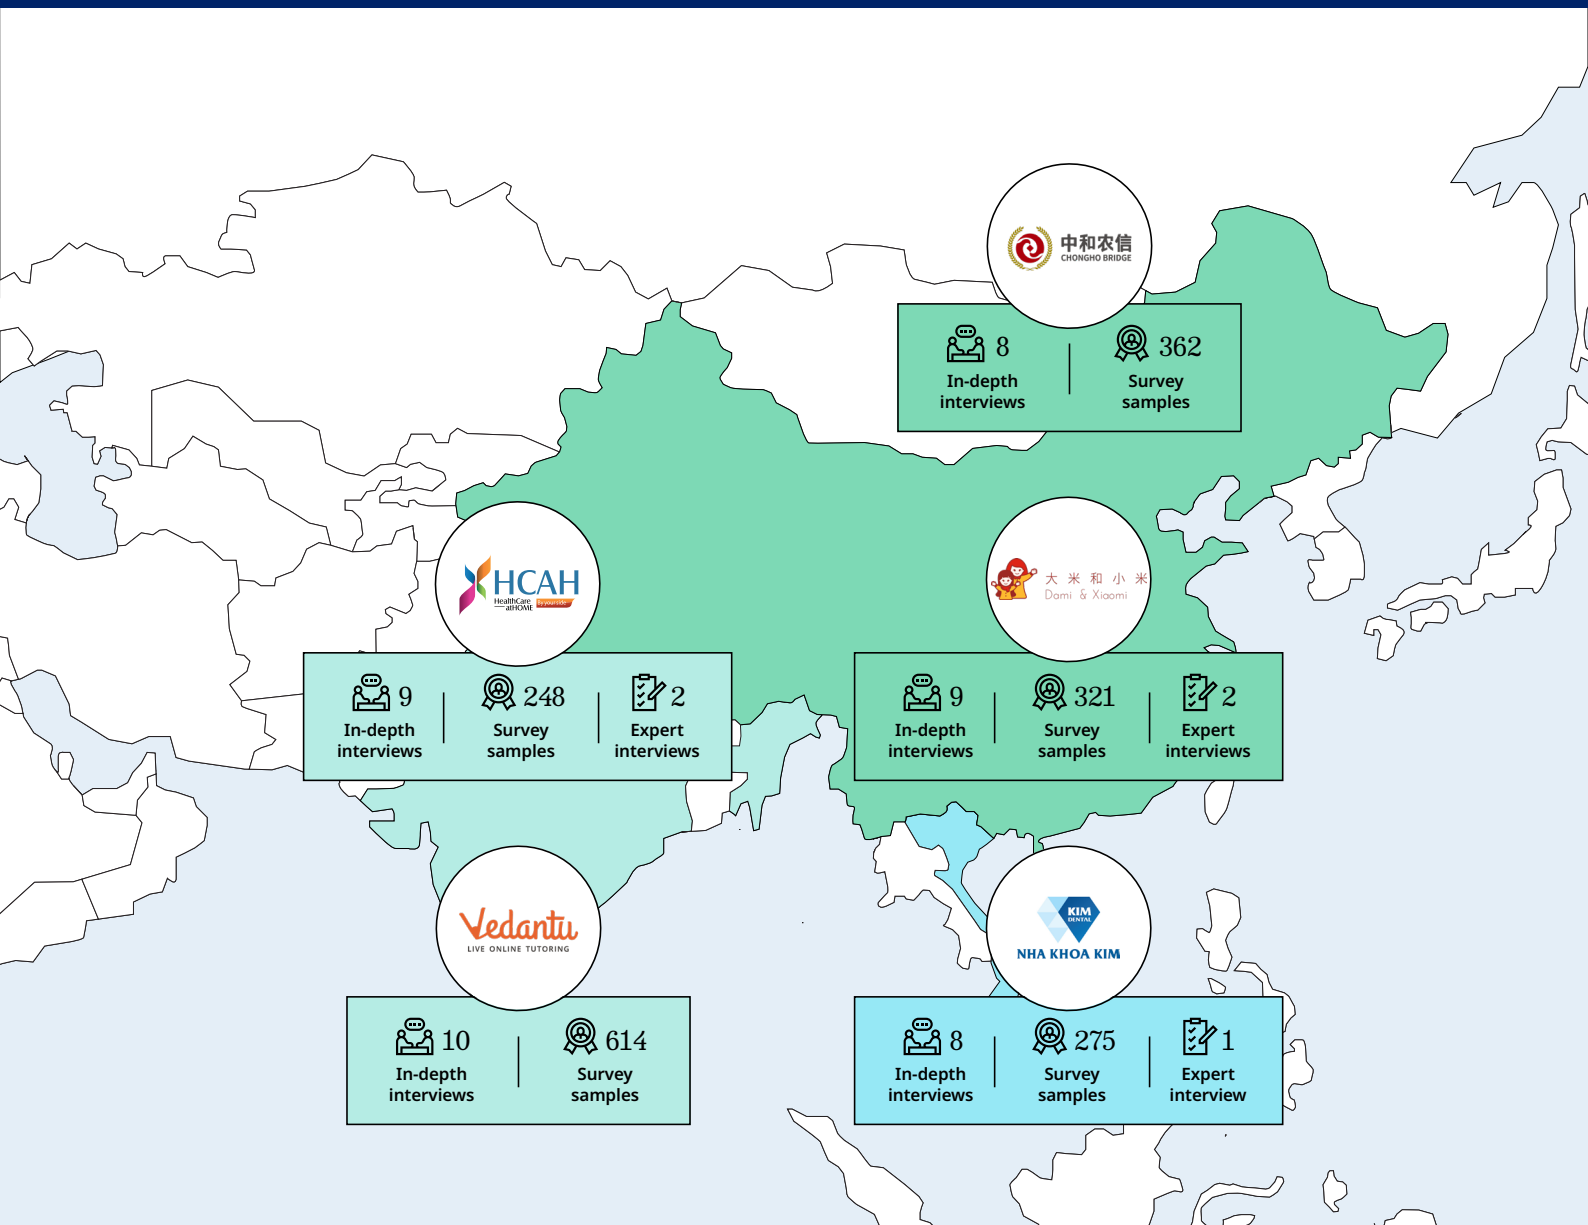 中和农信
CHONGHO BRIDGE
8
In-depth
interviews
362
Survey
samples
HCAH
HealthCare
atHOME
By your side
9
In-depth
interviews
248
Survey
samples
2
Expert
interviews
大米和小米
Dami & Xiaomi
9
In-depth
interviews
321
Survey
samples
2
Expert
interviews
Vedantu
LIVE ONLINE TUTORING
10
In-depth
interviews
614
Survey
samples
KIM
DENTAL
NHA KHOA KIM
8
In-depth
interviews
275
Survey
samples
1
Expert
interview